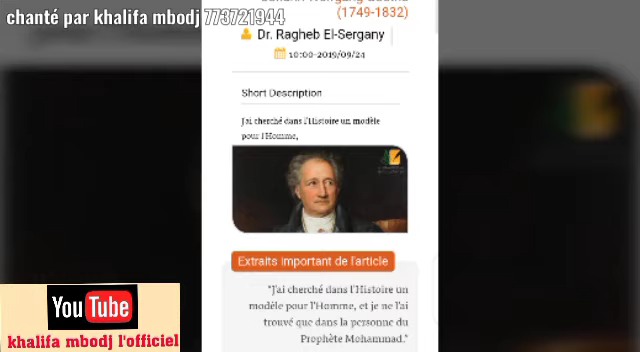 chanté par khalifa mbodj 773721944
(1749-1832)
Dr. Ragheb El-Sergany
10:00-2019/09/24
Short Description
J'ai cherché dans l'Histoire un modèle
pour l'Homme,
Extraits important de l'article
"J'ai cherché dans l'Histoire un
modèle pour l'Homme, et je ne l'ai
trouvé que dans la personne du
Prophète Mohammad."
YouTube
khalifa mbodj l'officiel